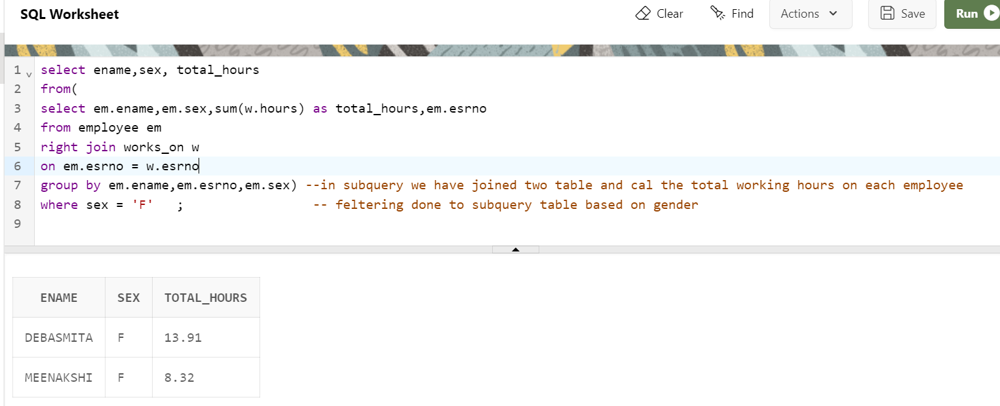 SQL Worksheet
Clear
Find
Actions
Save
Run
1 select ename,sex, total_hours
2 from(
3 select em.ename,em.sex,sum(w.hours) as total_hours,em.esrno
4 from employee em
5 right join works_on w
6 on em.esrno = w.esrno
7 group by em.ename,em.esrno,em.sex) --in subquery we have joined two table and cal the total working hours on each employee
8 where sex = 'F' ; -- feltering done to subquery table based on gender
9
ENAME SEX TOTAL_HOURS
DEBASMITA F 13.91
MEENAKSHI F 8.32